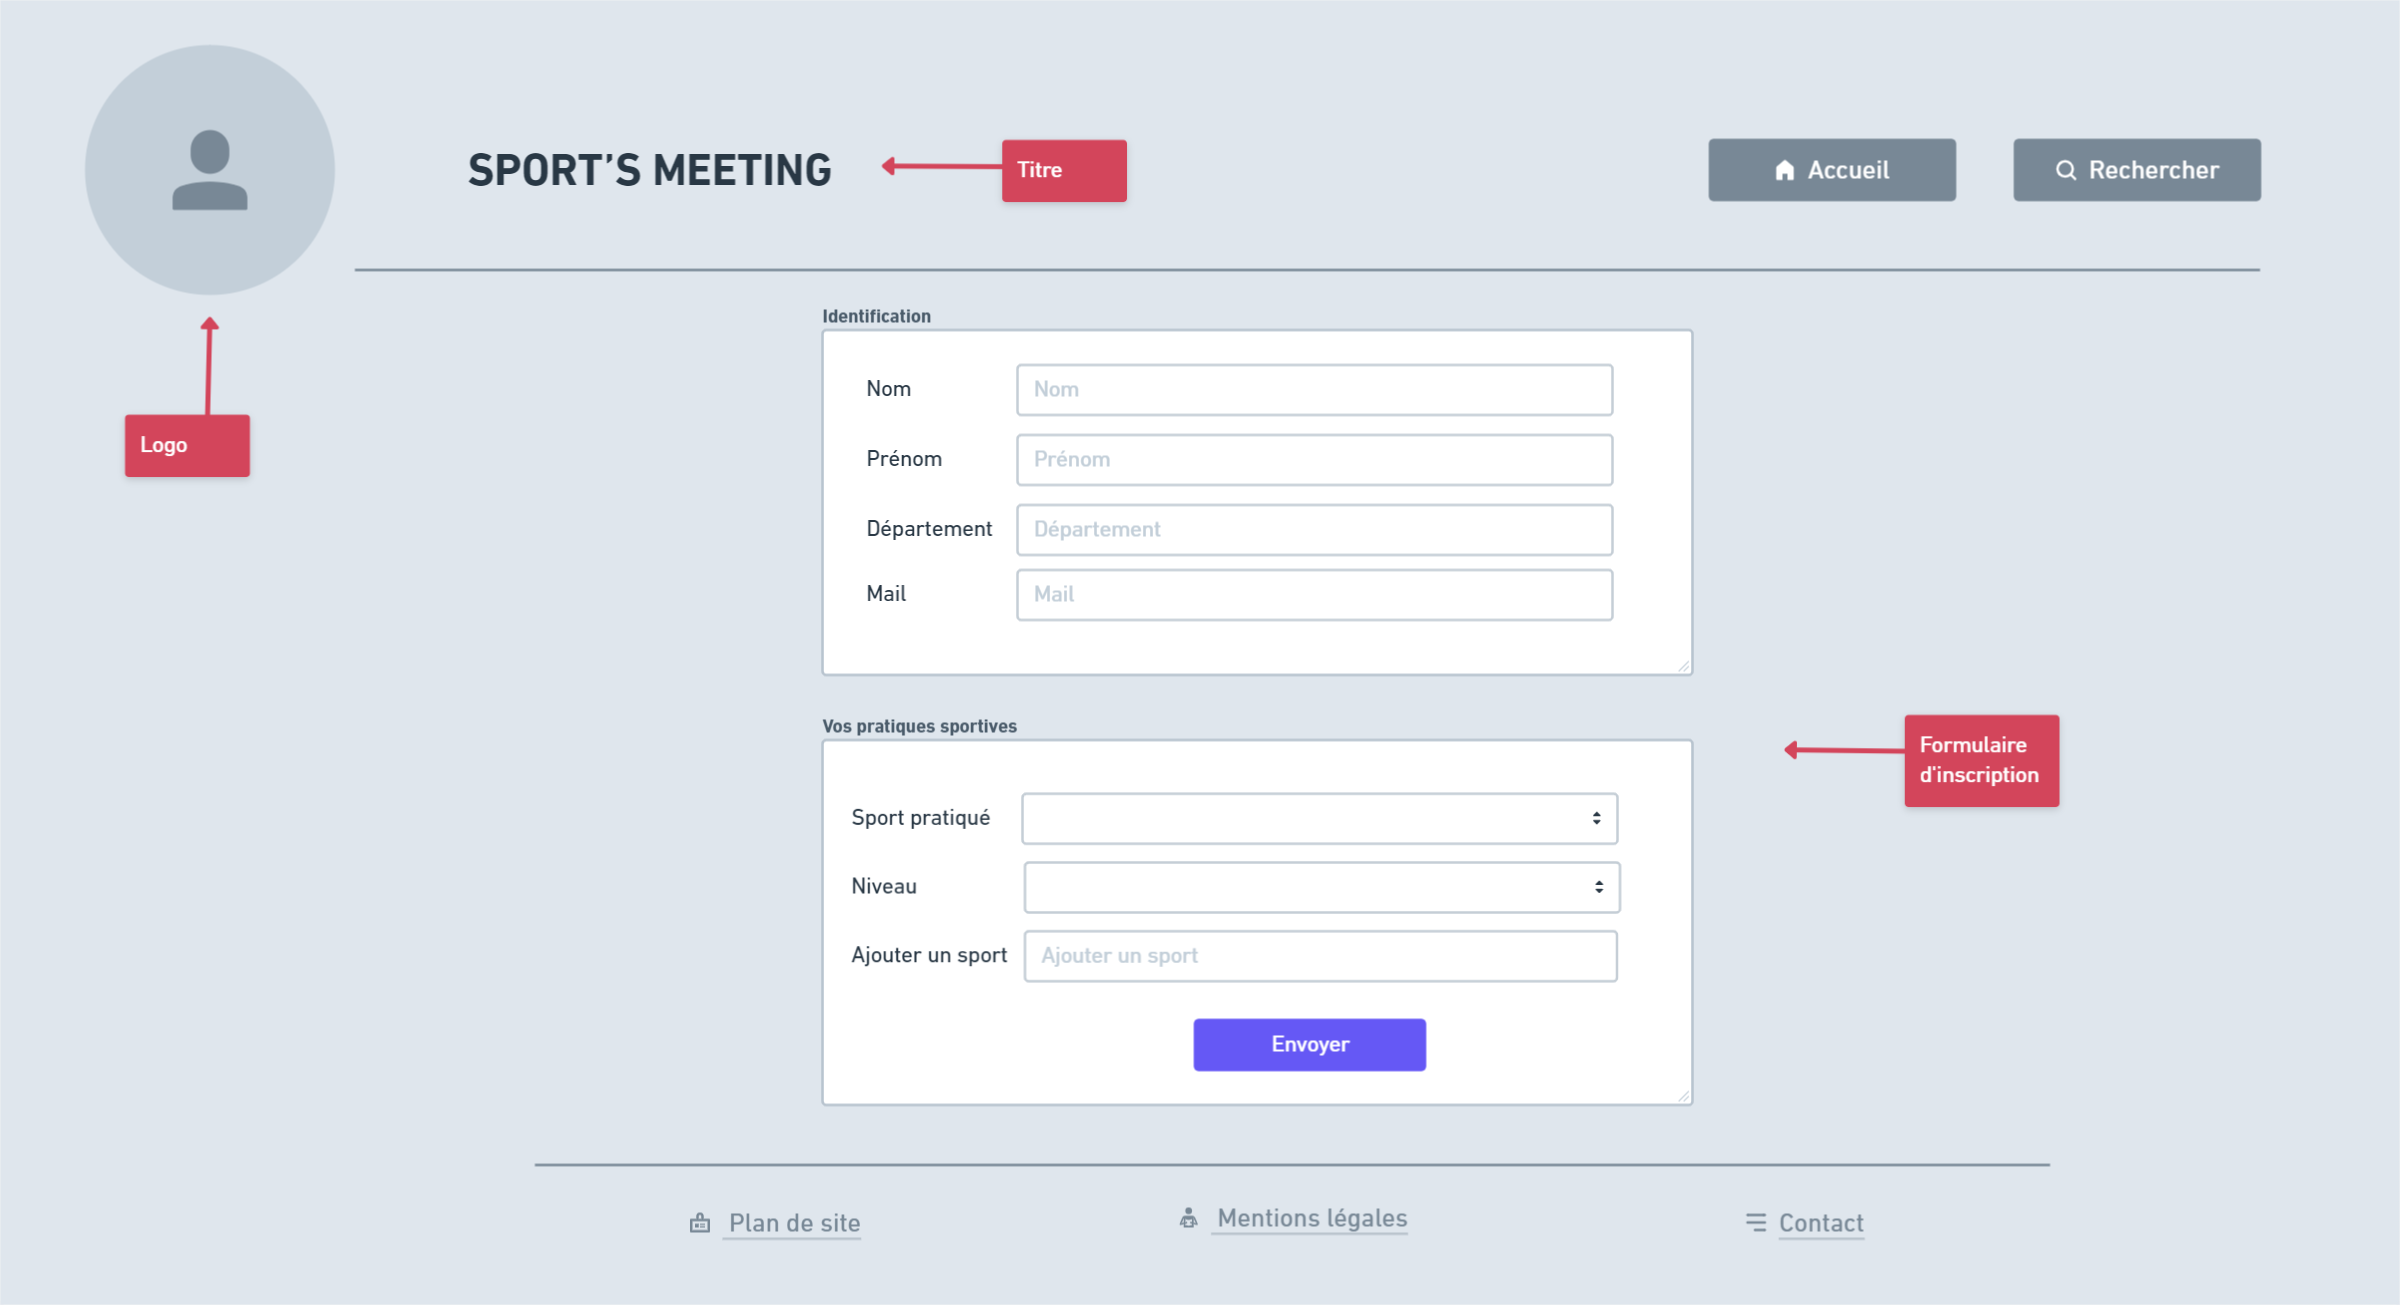 SPORT’S MEETING
Titre
Accueil
Rechercher
Logo
Identification
Nom
Nom
Prénom
Prénom
Département
Département
Mail
Mail
Vos pratiques sportives
Formulaire
d'inscription
Sport pratiqué
Niveau
Ajouter un sport
Ajouter un sport
Envoyer
Plan de site
Mentions légales
Contact